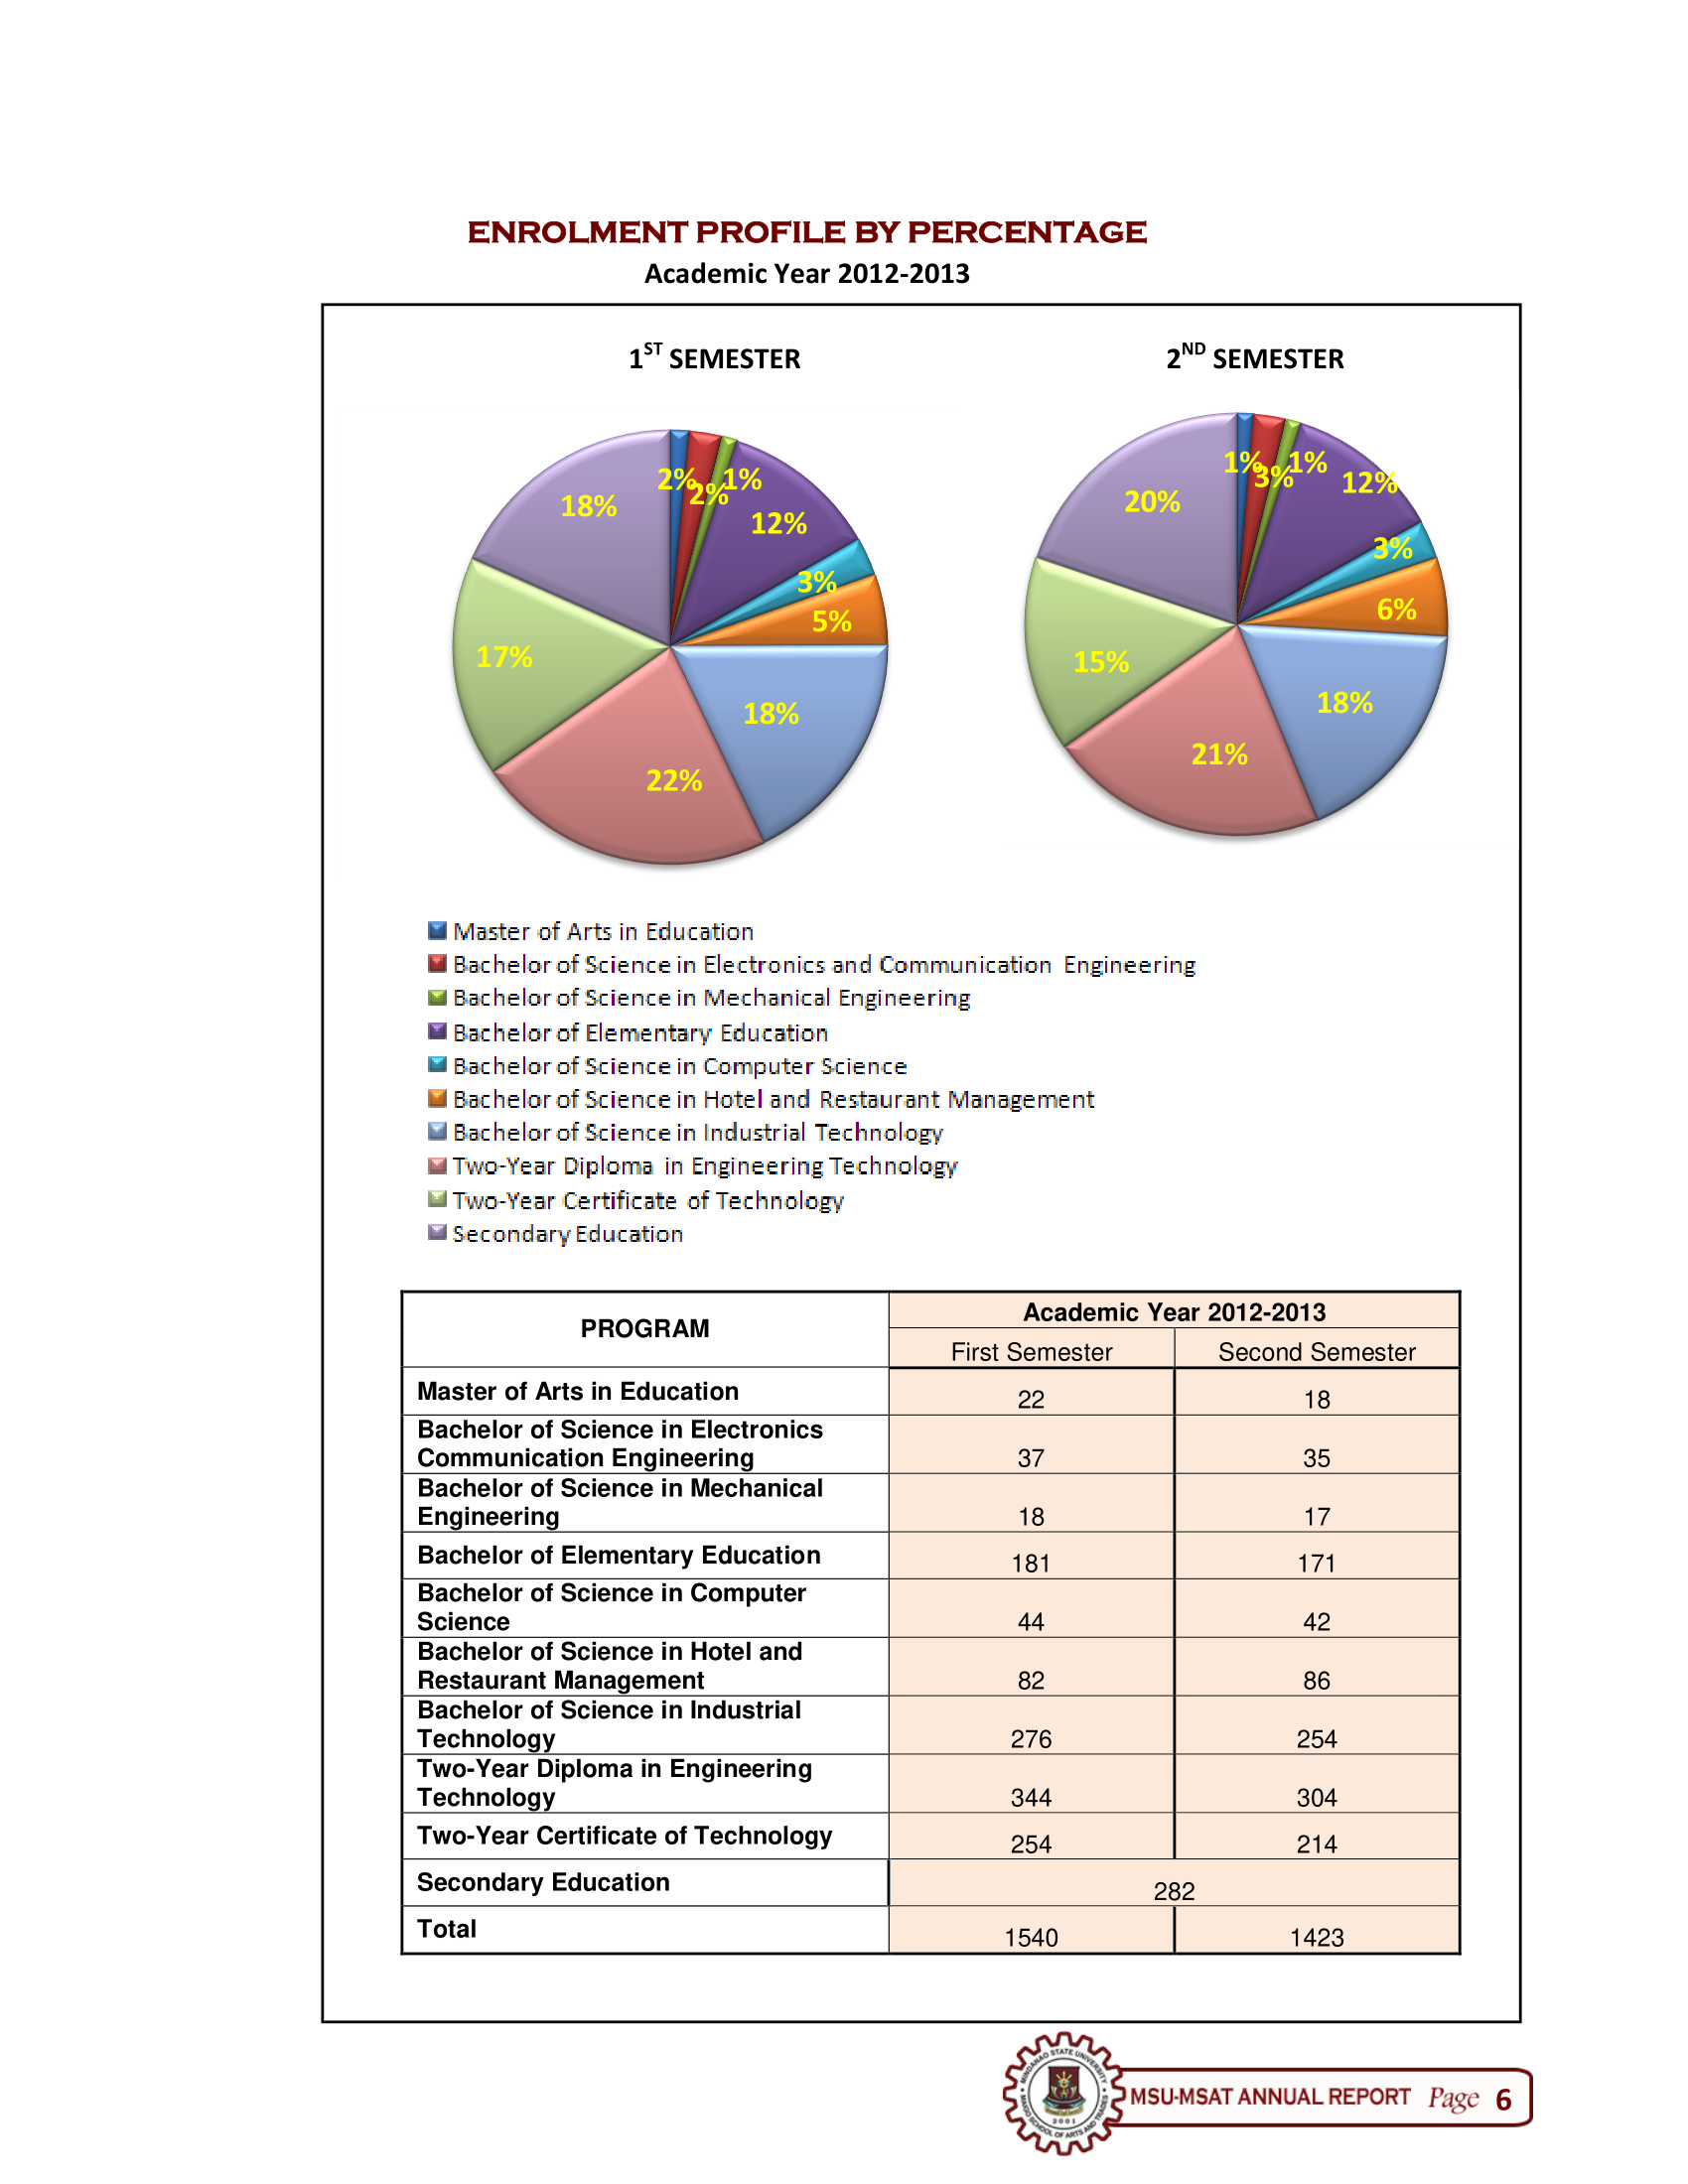 ENROLMENT PROFILE BY PERCENTAGE
Academic Year 2012-2013
1ST SEMESTER
2ND SEMESTER
2%
2%
1%
12%
3%
5%
18%
22%
17%
18%
1%
3%
1%
12%
3%
6%
18%
21%
15%
20%
Master of Arts in Education
Bachelor of Science in Electronics and Communication Engineering
Bachelor of Science in Mechanical Engineering
Bachelor of Elementary Education
Bachelor of Science in Computer Science
Bachelor of Science in Hotel and Restaurant Management
Bachelor of Science in Industrial Technology
Two-Year Diploma in Engineering Technology
Two-Year Certificate of Technology
Secondary Education
PROGRAM
Academic Year 2012-2013
First Semester Second Semester
Master of Arts in Education 22 18
Bachelor of Science in Electronics
Communication Engineering 37 35
Bachelor of Science in Mechanical
Engineering 18 17
Bachelor of Elementary Education 181 171
Bachelor of Science in Computer
Science 44 42
Bachelor of Science in Hotel and
Restaurant Management 82 86
Bachelor of Science in Industrial
Technology 276 254
Two-Year Diploma in Engineering
Technology 344 304
Two-Year Certificate of Technology 254 214
Secondary Education 282
Total 1540 1423
MINDANAO STATE UNIVERSITY
MAIGO SCHOOL OF ARTS AND TRADES
2001
MSU-MSAT ANNUAL REPORT Page 6